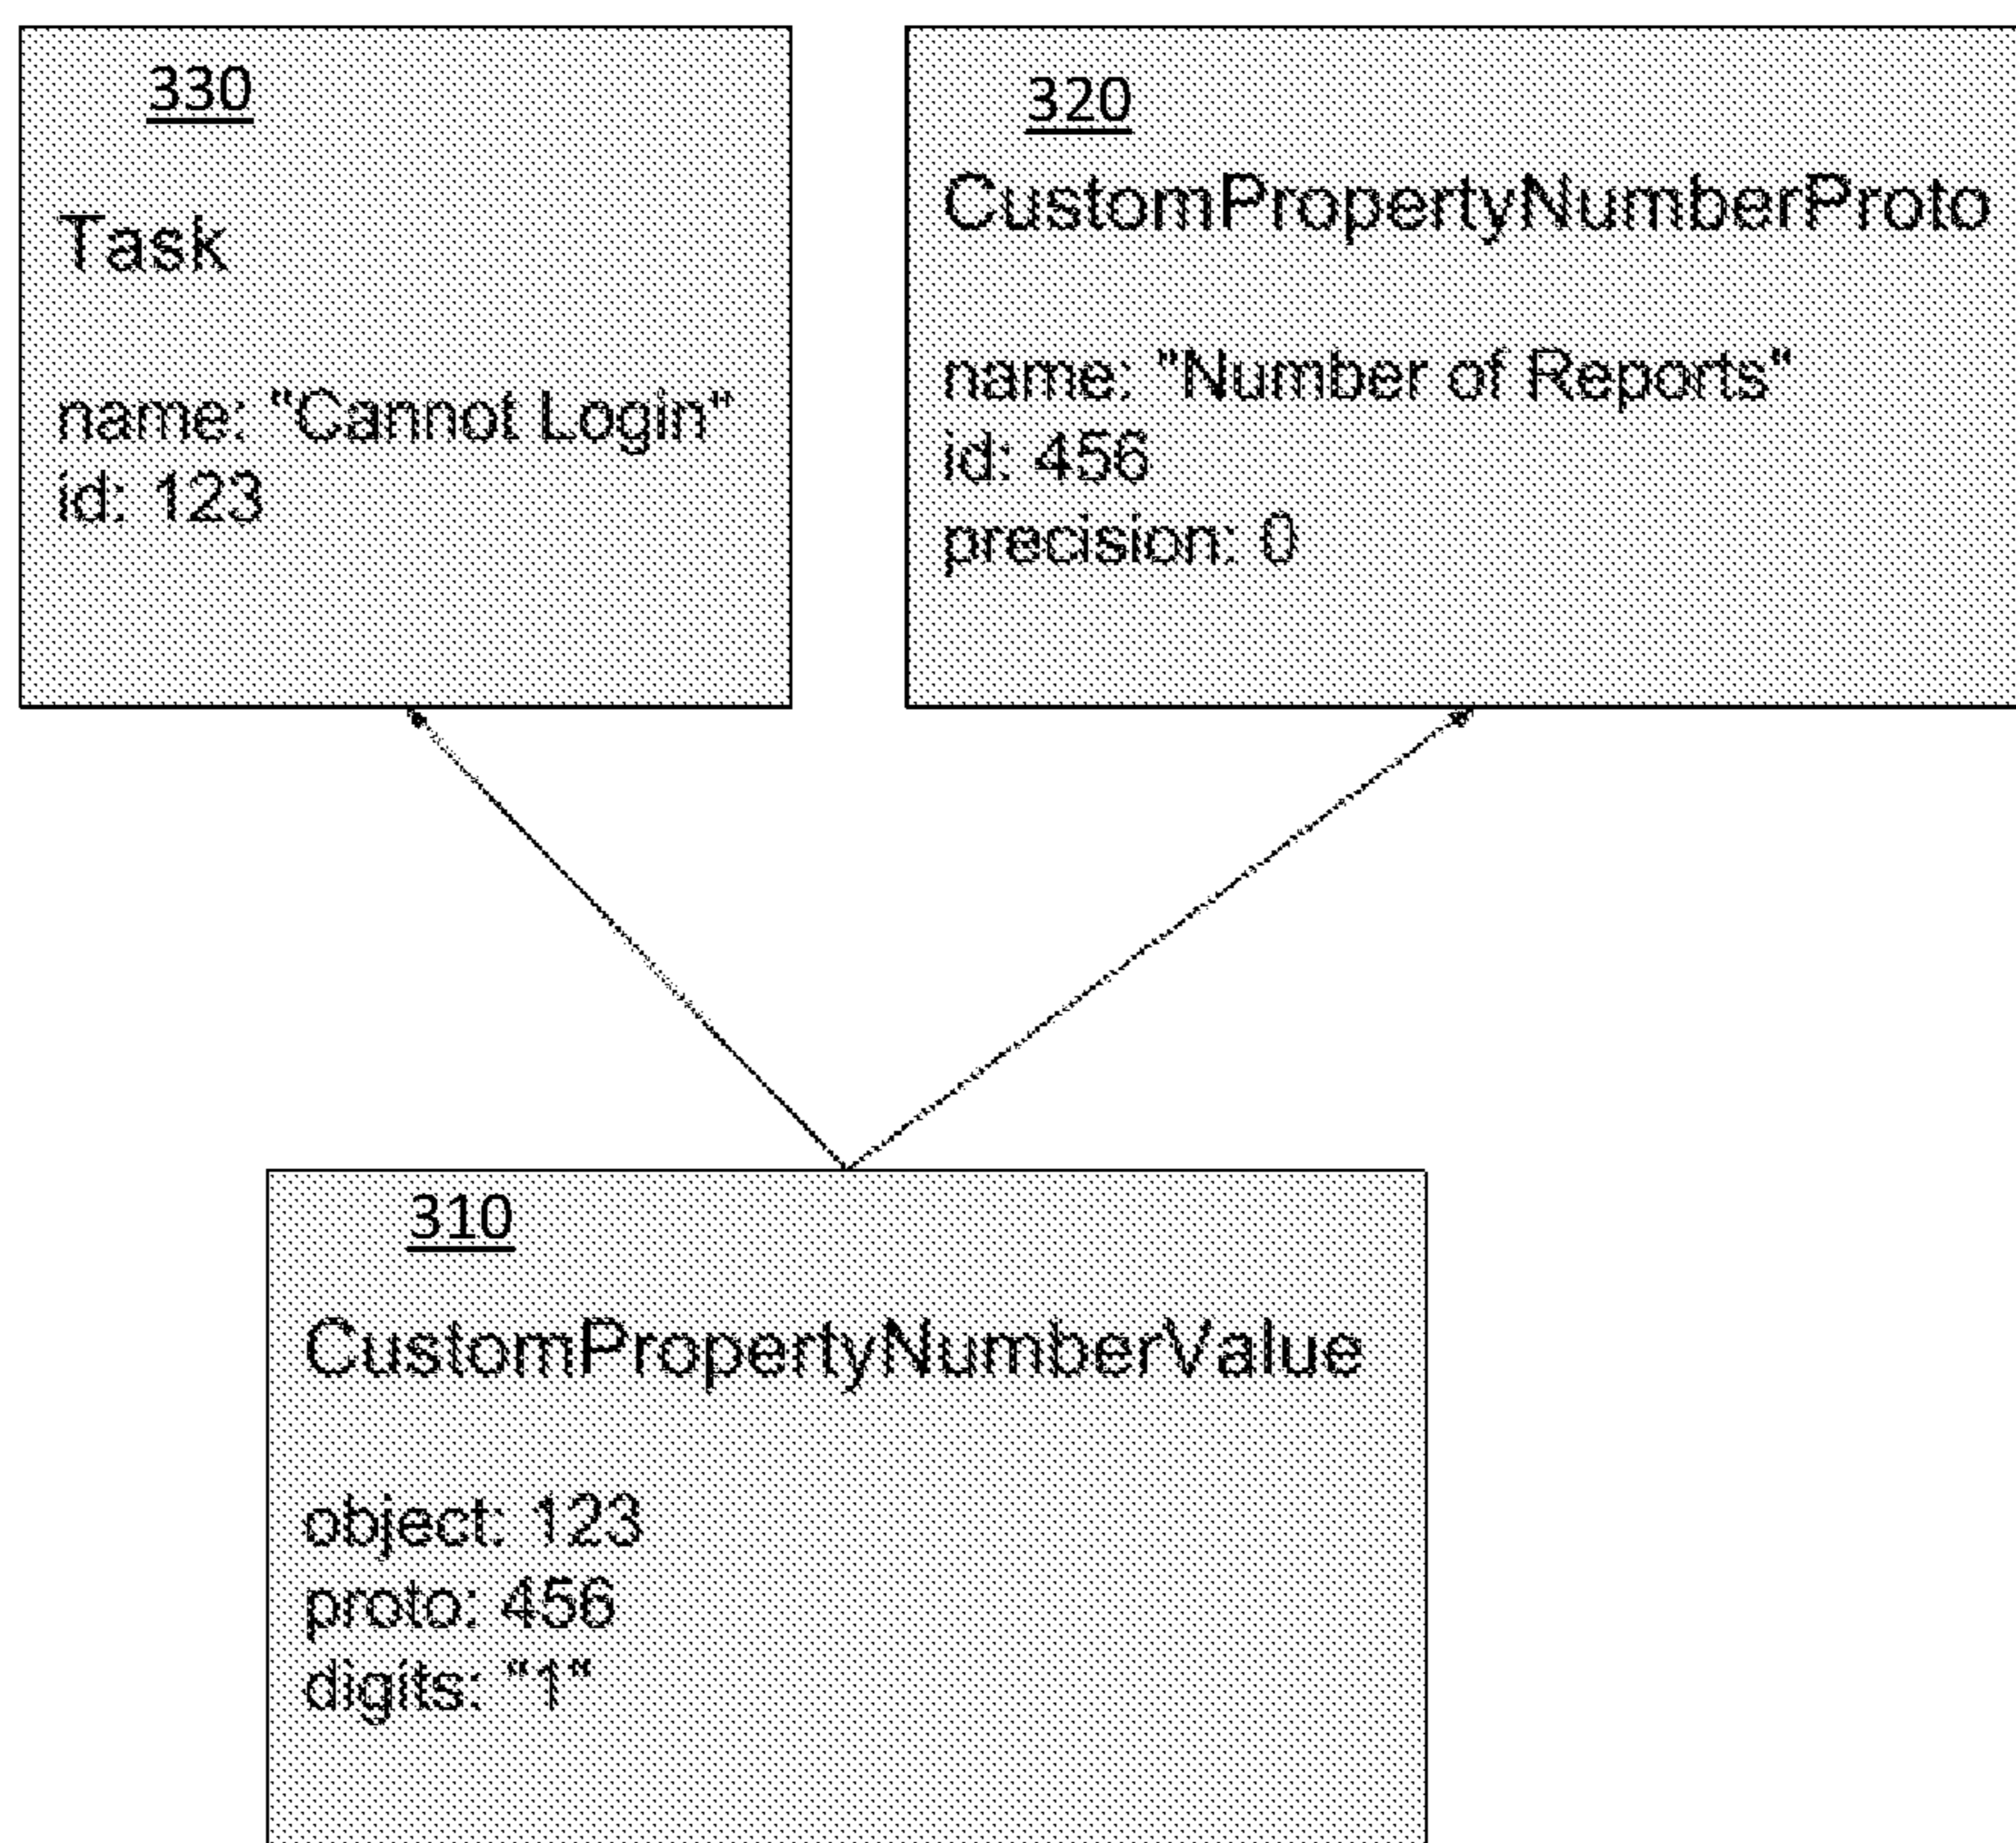 330
Task
name: "Cannot Login"
id: 123
320
CustomPropertyNumberProto
name: "Number of Reports"
id: 456
precision: 0
310
CustomPropertyNumberValue
object: 123
proto: 456
digits: "1"